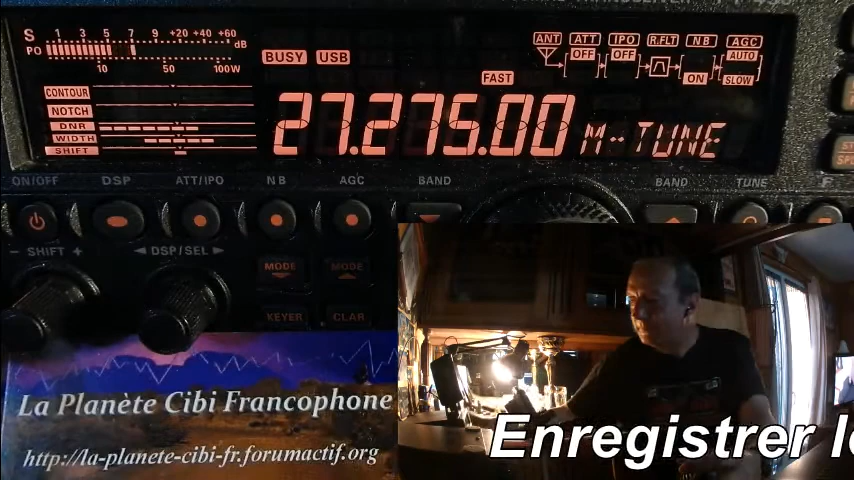 S 1 3 5 7 9 +20 +40 +60 dB
PO 10 50 100W
BUSY USB
ANT ATT IPO R.FLT NB AGC
OFF OFF AUTO
ON SLOW
FAST
CONTOUR
NOTCH
DNR
WIDTH
SHIFT
27.275.00 M-TUNE
ON/OFF DSP ATT/IPO NB AGC BAND BAND TUNE
− SHIFT + ◄DSP/SEL►
MODE MODE
KEYER CLAR
La Planète Cibi Francophone
http://la-planete-cibi-fr.forumactif.org
Enregistrer le